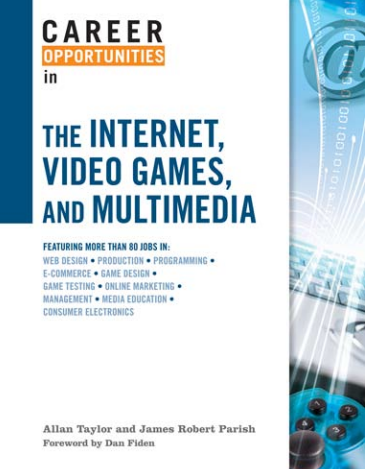 CAREER
OPPORTUNITIES
in
THE INTERNET,
VIDEO GAMES,
AND MULTIMEDIA
FEATURING MORE THAN 80 JOBS IN:
WEB DESIGN • PRODUCTION • PROGRAMMING •
E-COMMERCE • GAME DESIGN •
GAME TESTING • ONLINE MARKETING •
MANAGEMENT • MEDIA EDUCATION •
CONSUMER ELECTRONICS
Allan Taylor and James Robert Parish
Foreword by Dan Fiden